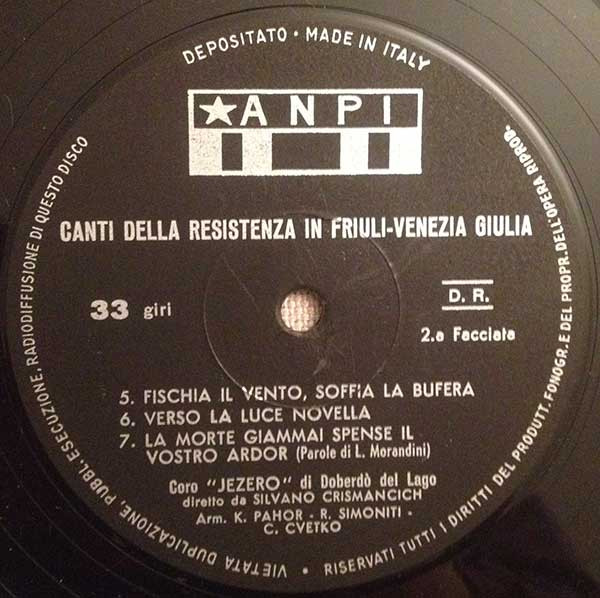 DEPOSITATO · MADE IN ITALY
★ANPI
CANTI DELLA RESISTENZA IN FRIULI-VENEZIA GIULIA
33 giri
D. R.
2.a Facciata
5. FISCHIA IL VENTO, SOFFIA LA BUFERA
6. VERSO LA LUCE NOVELLA
7. LA MORTE GIAMMAI SPENSE IL
VOSTRO ARDOR (Parole di L. Morandini)
Coro "JEZERO" di Doberdò del Lago
diretto da SILVANO CRISMANCICH
Arm. K. PAHOR - R. SIMONITI -
C. CVETKO
VIETATA DUPLICAZIONE, PUBBL. ESECUZIONE, RADIODIFFUSIONE DI QUESTO DISCO
RISERVATI TUTTI I DIRITTI DEL PRODUTT. FONOGR. E DEL PROPR. DELL'OPERA RIPROD.